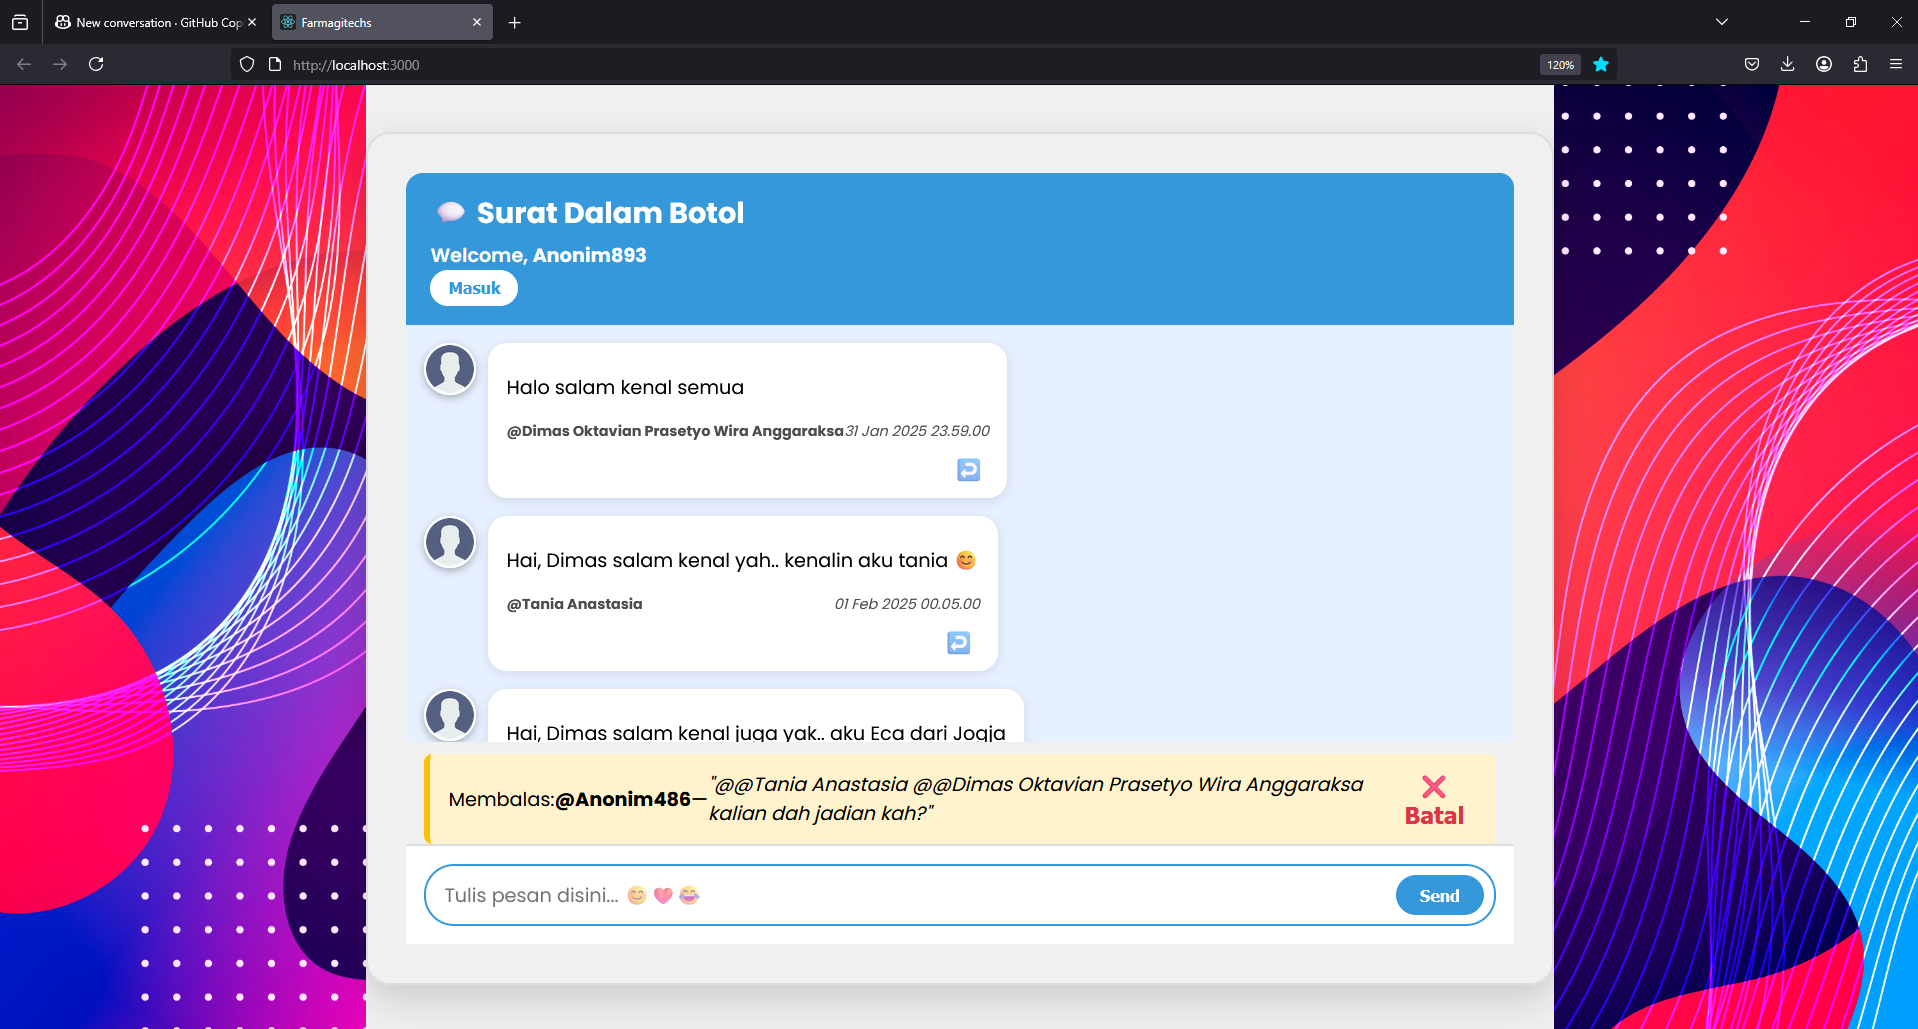 New conversation · GitHub Cop
Farmagitechs
http://localhost:3000
120%
💬 Surat Dalam Botol
Welcome, Anonim893
Masuk
Halo salam kenal semua
@Dimas Oktavian Prasetyo Wira Anggaraksa31 Jan 2025 23.59.00
Hai, Dimas salam kenal yah.. kenalin aku tania 😊
@Tania Anastasia 01 Feb 2025 00.05.00
Hai, Dimas salam kenal juga yak.. aku Eca dari Jogja
Membalas:@Anonim486—"@@Tania Anastasia @@Dimas Oktavian Prasetyo Wira Anggaraksa
kalian dah jadian kah?"
❌
Batal
Tulis pesan disini... 😊 ❤️ 😂
Send